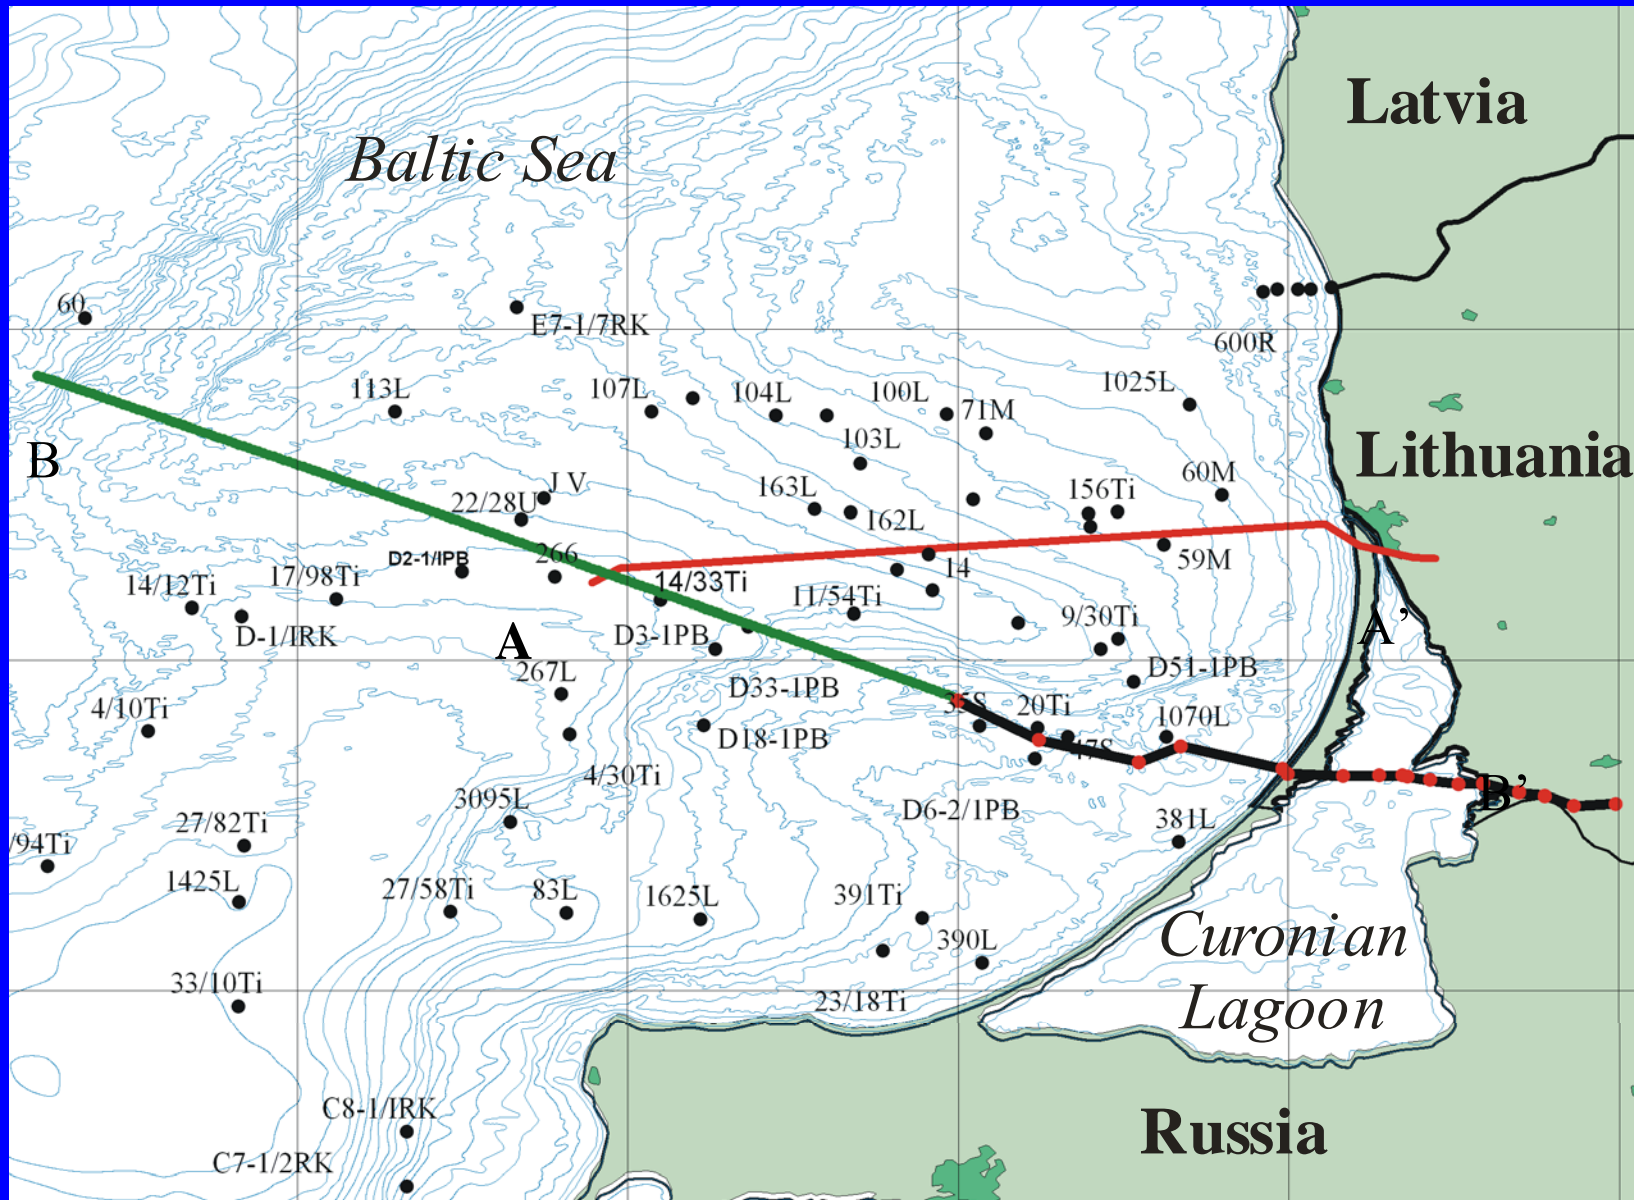 Latvia
Baltic Sea
60
E7-1/7RK
600R
113L
107L
104L
100L
1025L
71M
103L
Lithuania
B
J V
22/28U
163L
162L
156Ti
60M
D2-1/IPB
266
14/12Ti
17/98Ti
14/33Ti
14
59M
11/54Ti
9/30Ti
A’
D-1/IRK
A
D3-1PB
267L
D51-1PB
D33-1PB
4/10Ti
35S
20Ti
1070L
D18-1PB
47S
4/30Ti
3095L
D6-2/1PB
B’
27/82Ti
381L
/94Ti
1425L
27/58Ti
83L
1625L
391Ti
390L
Curonian
Lagoon
33/10Ti
23/18Ti
C8-1/IRK
Russia
C7-1/2RK